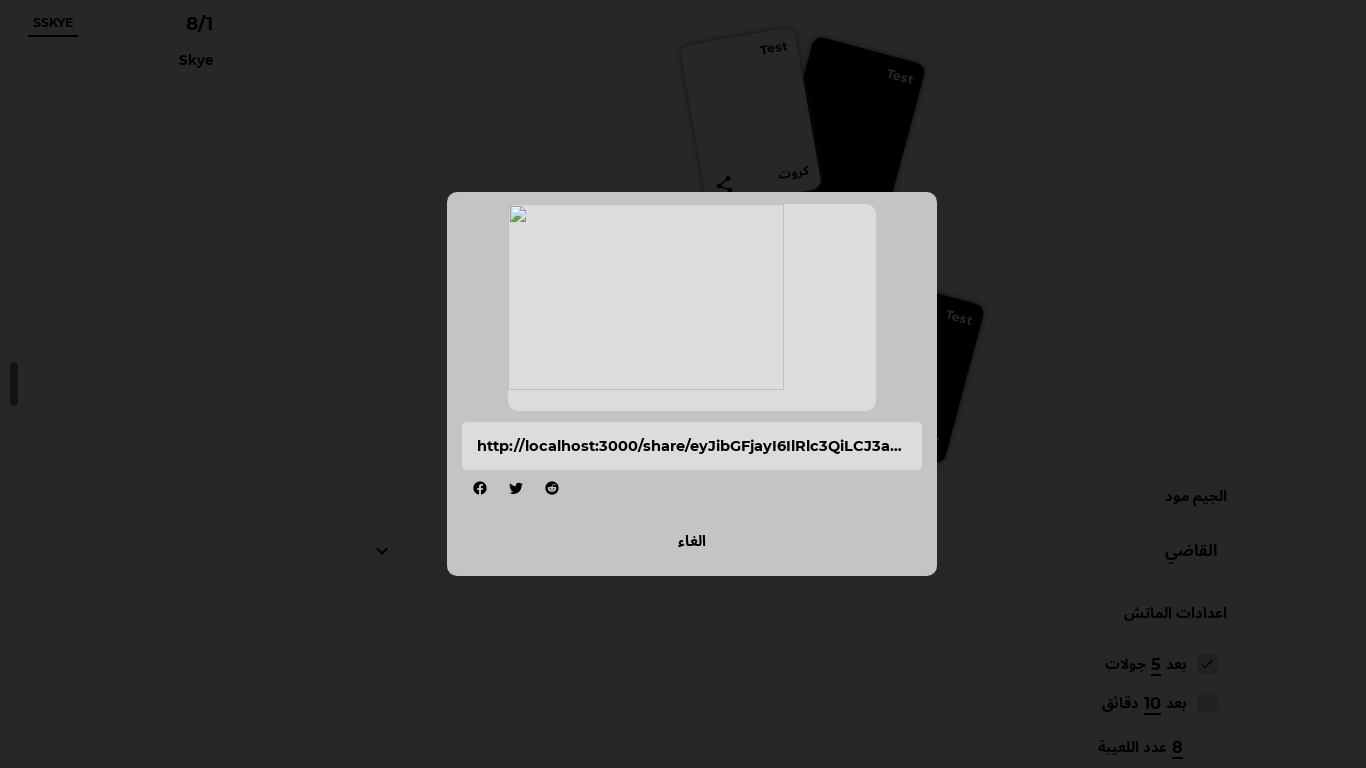 SSKYE
8/1
Skye
Test
Test
كروت
Test
http://localhost:3000/share/eyJibGFjayI6IlRlc3QiLCJ3a...
الغاء
الجيم مود
القاضي
اعدادات الماتش
بعد 5 جولات
بعد 10 دقائق
8 عدد اللعيبة